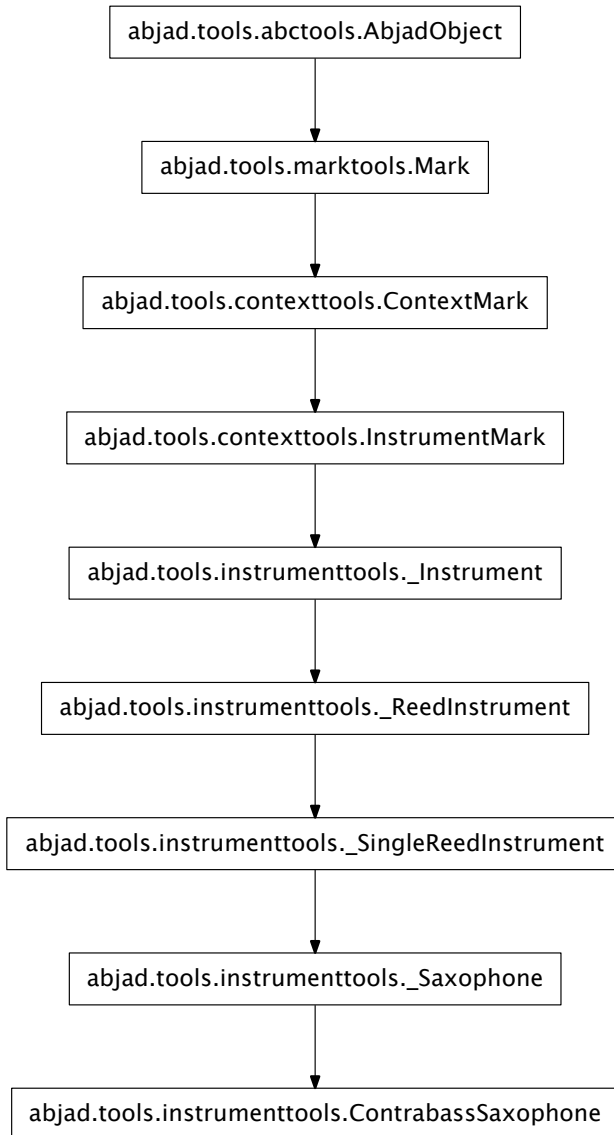 abjad.tools.abctools.AbjadObject
abjad.tools.marktools.Mark
abjad.tools.contexttools.ContextMark
abjad.tools.contexttools.InstrumentMark
abjad.tools.instrumenttools._Instrument
abjad.tools.instrumenttools._ReedInstrument
abjad.tools.instrumenttools._SingleReedInstrument
abjad.tools.instrumenttools._Saxophone
abjad.tools.instrumenttools.ContrabassSaxophone